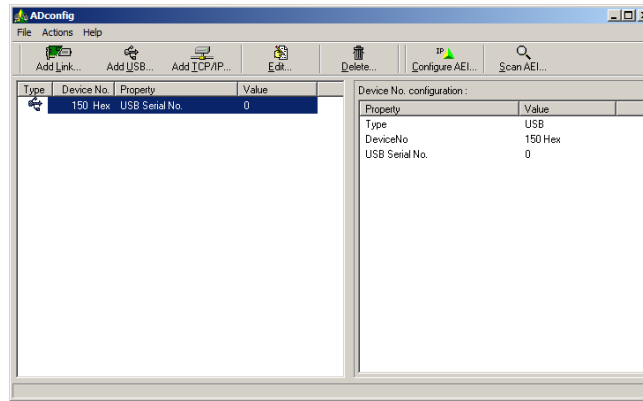 ADconfig
File Actions Help
Add Link... Add USB... Add TCP/IP... Edit... Delete... Configure AEI... Scan AEI...
Type Device No. Property Value
150 Hex USB Serial No. 0
Device No. configuration :
Property Value
Type USB
DeviceNo 150 Hex
USB Serial No. 0